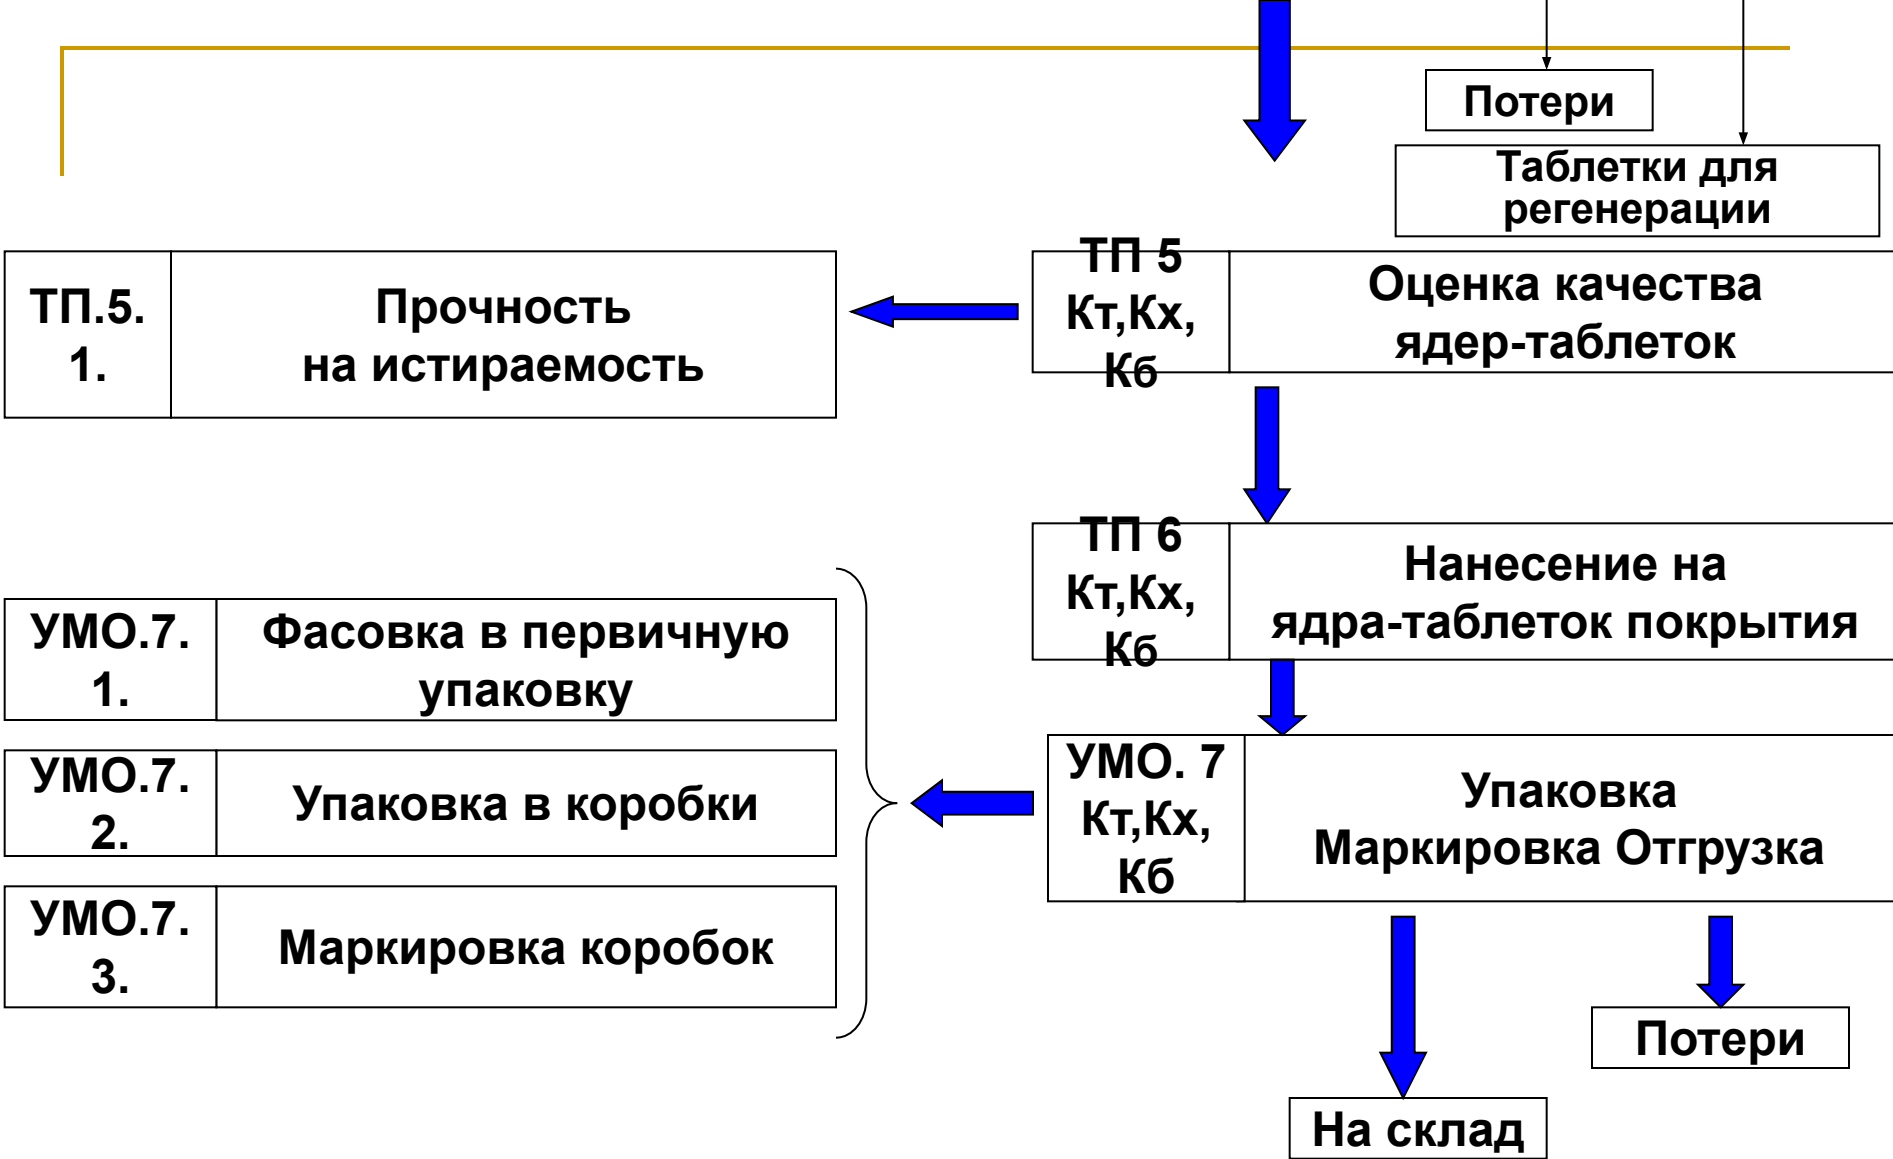 Потери
Таблетки для
регенерации
ТП.5.
1.
Прочность
на истираемость
ТП 5
Кт,Кх,
Кб
Оценка качества
ядер-таблеток
ТП 6
Кт,Кх,
Кб
Нанесение на
ядра-таблеток покрытия
УМО.7.
1.
Фасовка в первичную
упаковку
УМО.7.
2.
Упаковка в коробки
УМО.7.
3.
Маркировка коробок
УМО. 7
Кт,Кх,
Кб
Упаковка
Маркировка Отгрузка
Потери
На склад